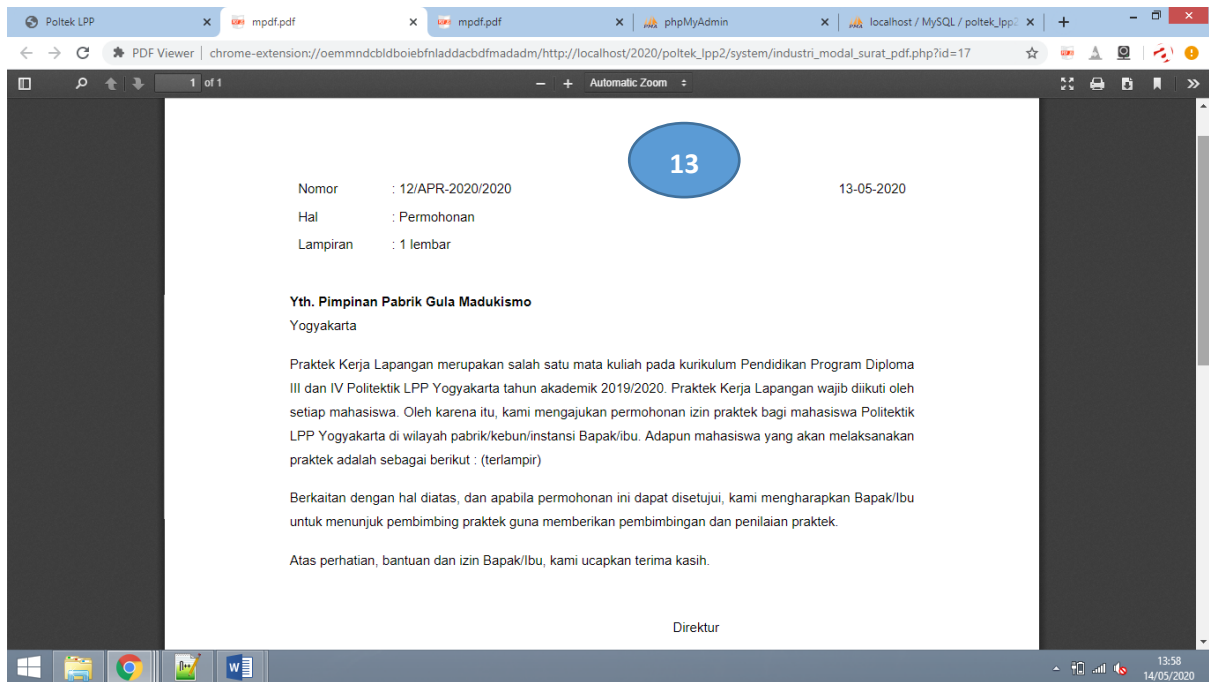 Poltek LPP
mpdf.pdf
mpdf.pdf
phpMyAdmin
localhost / MySQL / poltek_lpp2
PDF Viewer | chrome-extension://oemmndcbldboiebfnladdacbdfmadadm/http://localhost/2020/poltek_lpp2/system/industri_modal_surat_pdf.php?id=17
1 of 1
Automatic Zoom
13
Nomor : 12/APR-2020/2020 13-05-2020
Hal : Permohonan
Lampiran : 1 lembar
Yth. Pimpinan Pabrik Gula Madukismo
Yogyakarta
Praktek Kerja Lapangan merupakan salah satu mata kuliah pada kurikulum Pendidikan Program Diploma
III dan IV Politektik LPP Yogyakarta tahun akademik 2019/2020. Praktek Kerja Lapangan wajib diikuti oleh
setiap mahasiswa. Oleh karena itu, kami mengajukan permohonan izin praktek bagi mahasiswa Politektik
LPP Yogyakarta di wilayah pabrik/kebun/instansi Bapak/ibu. Adapun mahasiswa yang akan melaksanakan
praktek adalah sebagai berikut : (terlampir)
Berkaitan dengan hal diatas, dan apabila permohonan ini dapat disetujui, kami mengharapkan Bapak/Ibu
untuk menunjuk pembimbing praktek guna memberikan pembimbingan dan penilaian praktek.
Atas perhatian, bantuan dan izin Bapak/Ibu, kami ucapkan terima kasih.
Direktur
13:58
14/05/2020